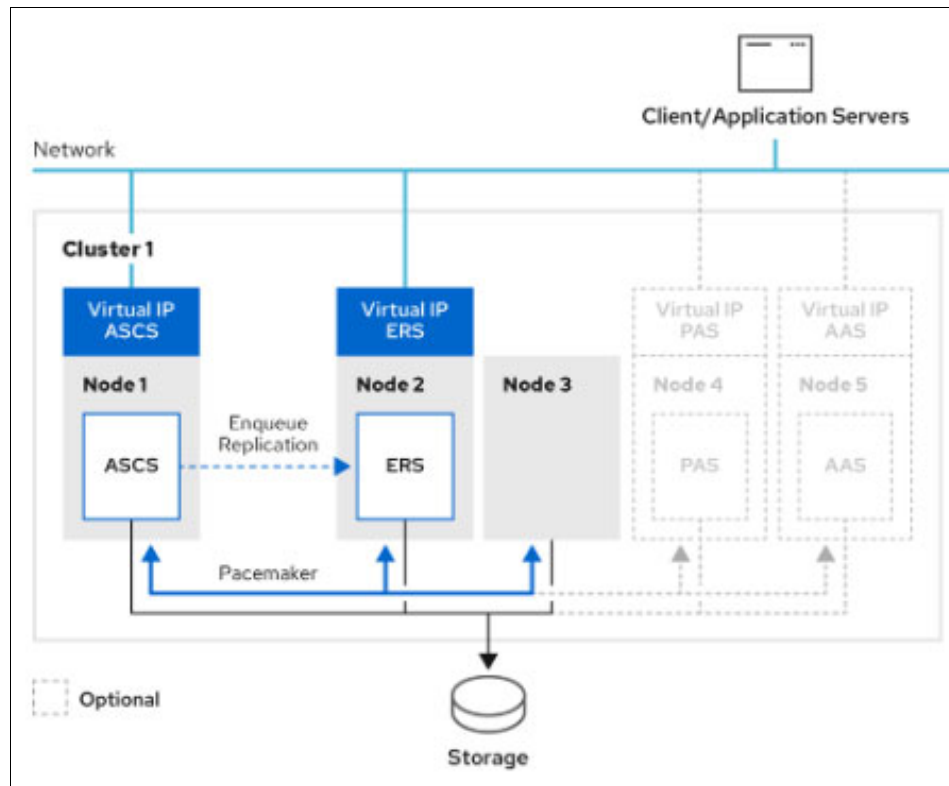 Client/Application Servers
Network
Cluster 1
Virtual IP
ASCS
Virtual IP
ERS
Virtual IP
PAS
Virtual IP
AAS
Node 1
Node 2
Node 3
Node 4
Node 5
Enqueue
Replication
ASCS
ERS
PAS
AAS
Pacemaker
Optional
Storage